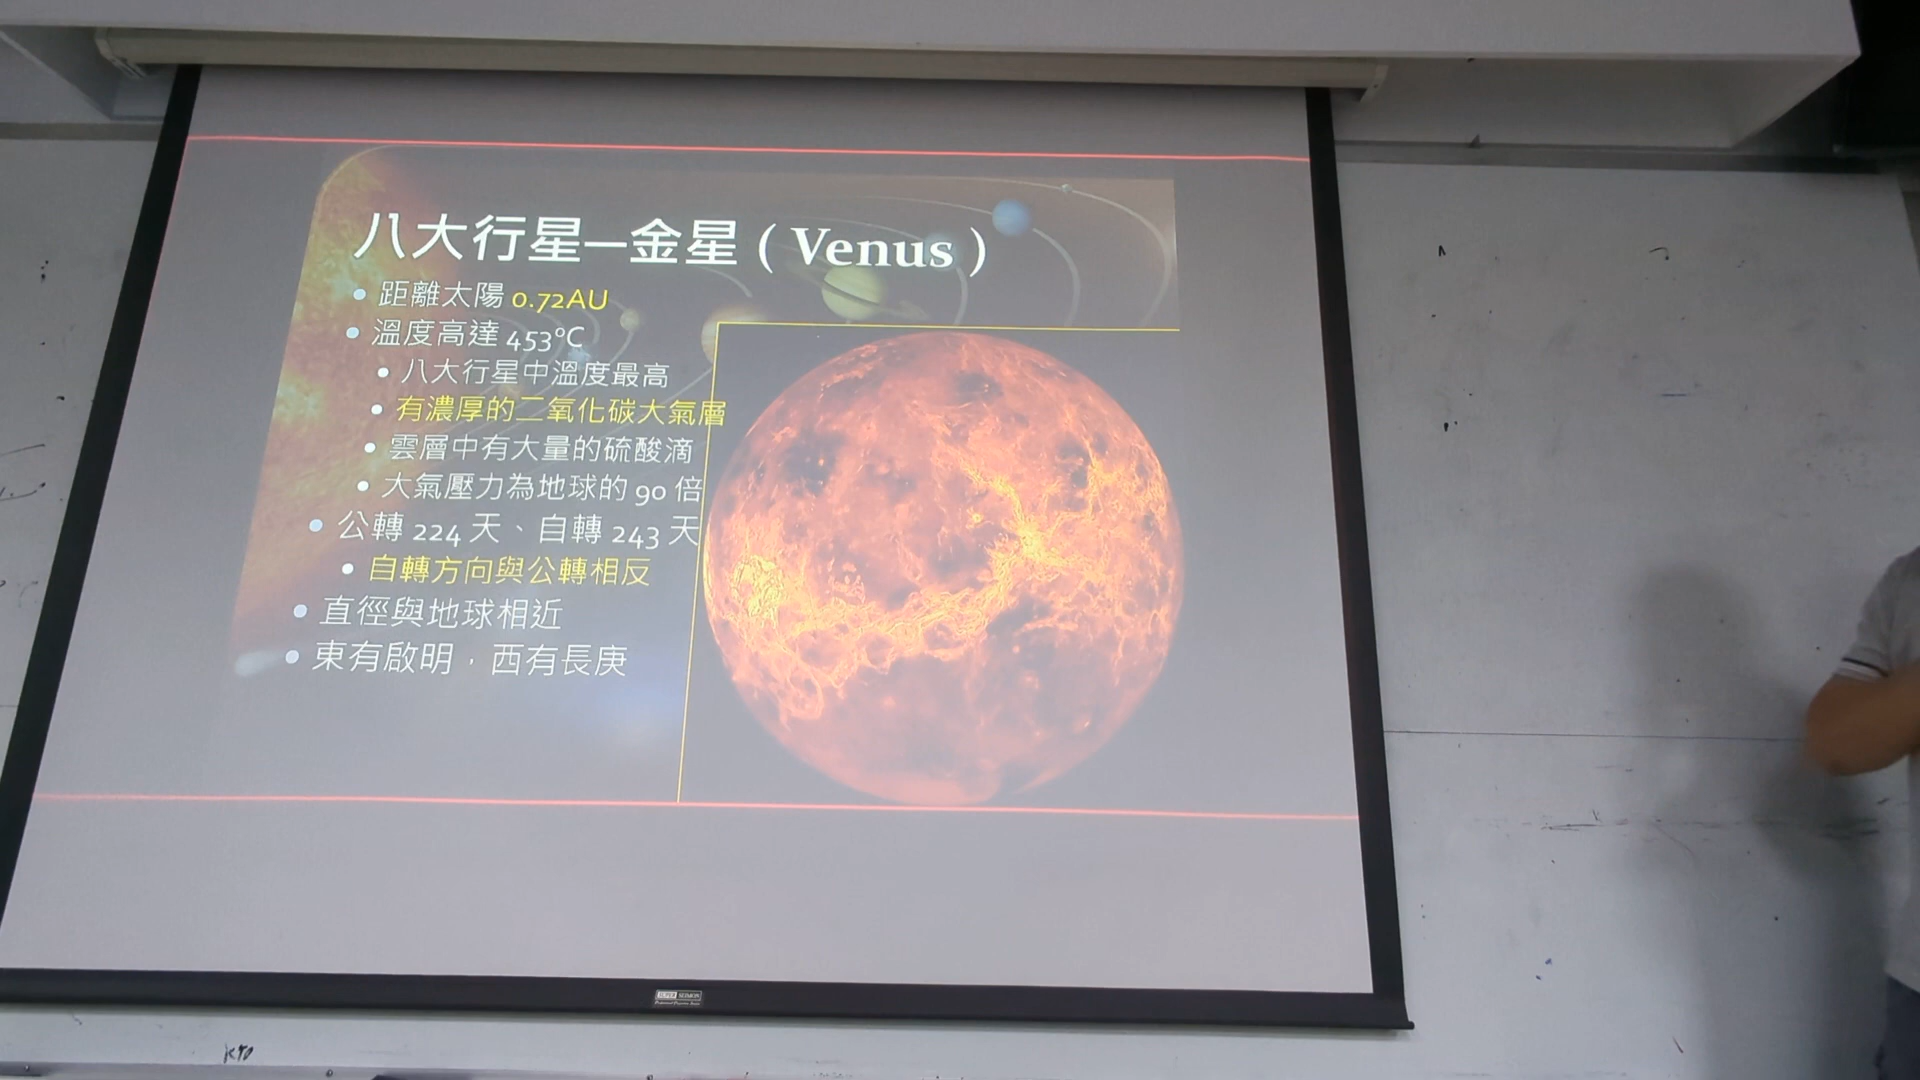 八大行星—金星（Venus）
距離太陽 0.72AU
溫度高達 453°C
八大行星中溫度最高
有濃厚的二氧化碳大氣層
雲層中有大量的硫酸滴
大氣壓力為地球的 90 倍
公轉 224 天、自轉 243 天
自轉方向與公轉相反
直徑與地球相近
東有啟明，西有長庚